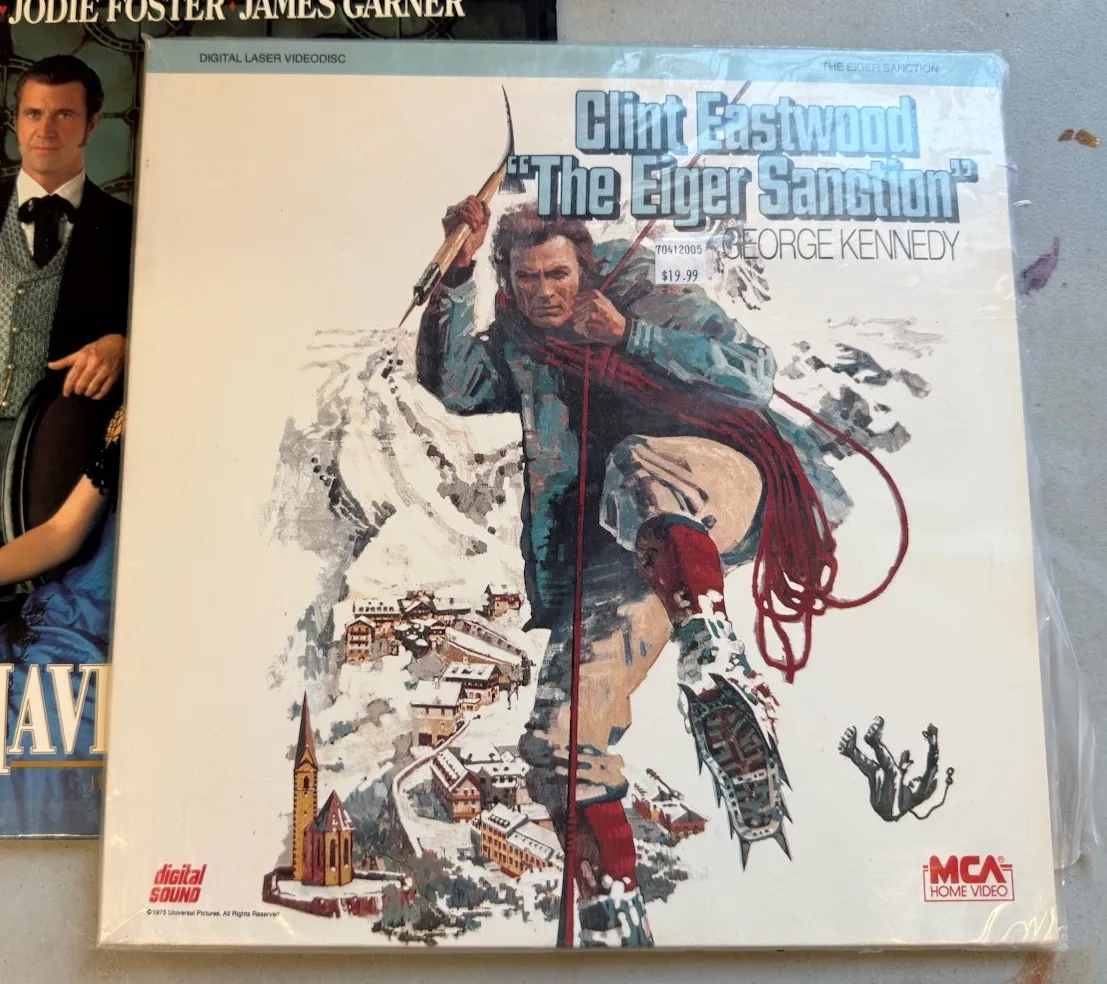 JODIE FOSTER • JAMES GARNER
DIGITAL LASER VIDEODISC
THE EIGER SANCTION
Clint Eastwood
“The Eiger Sanction”
70412005
GEORGE KENNEDY
$19.99
AV
digital
SOUND
©1975 Universal Pictures. All Rights Reserved
MCA®
HOME VIDEO